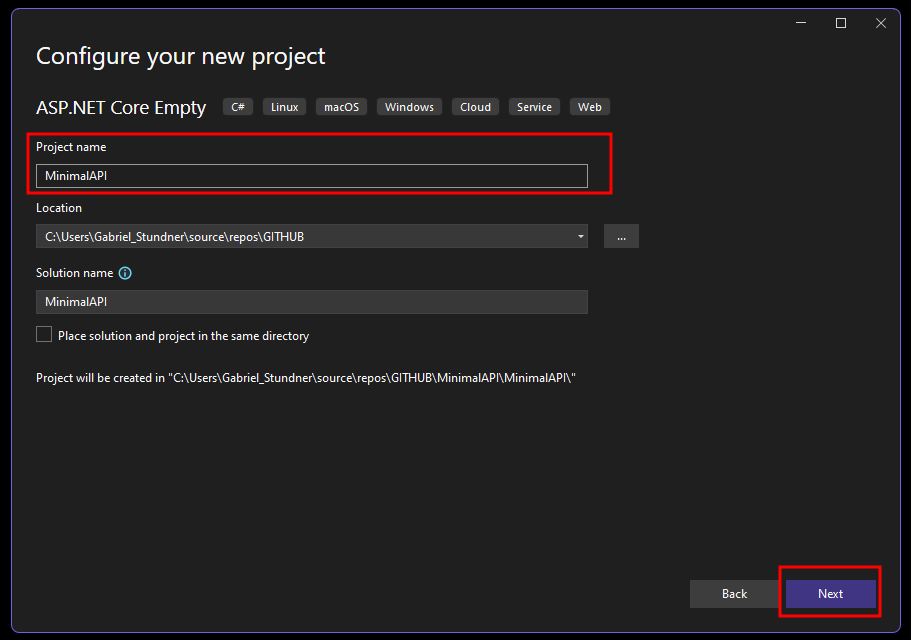 Configure your new project
ASP.NET Core Empty C# Linux macOS Windows Cloud Service Web
Project name
MinimalAPI
Location
C:\Users\Gabriel_Stundner\source\repos\GITHUB
...
Solution name
MinimalAPI
Place solution and project in the same directory
Project will be created in "C:\Users\Gabriel_Stundner\source\repos\GITHUB\MinimalAPI\MinimalAPI\"
Back Next